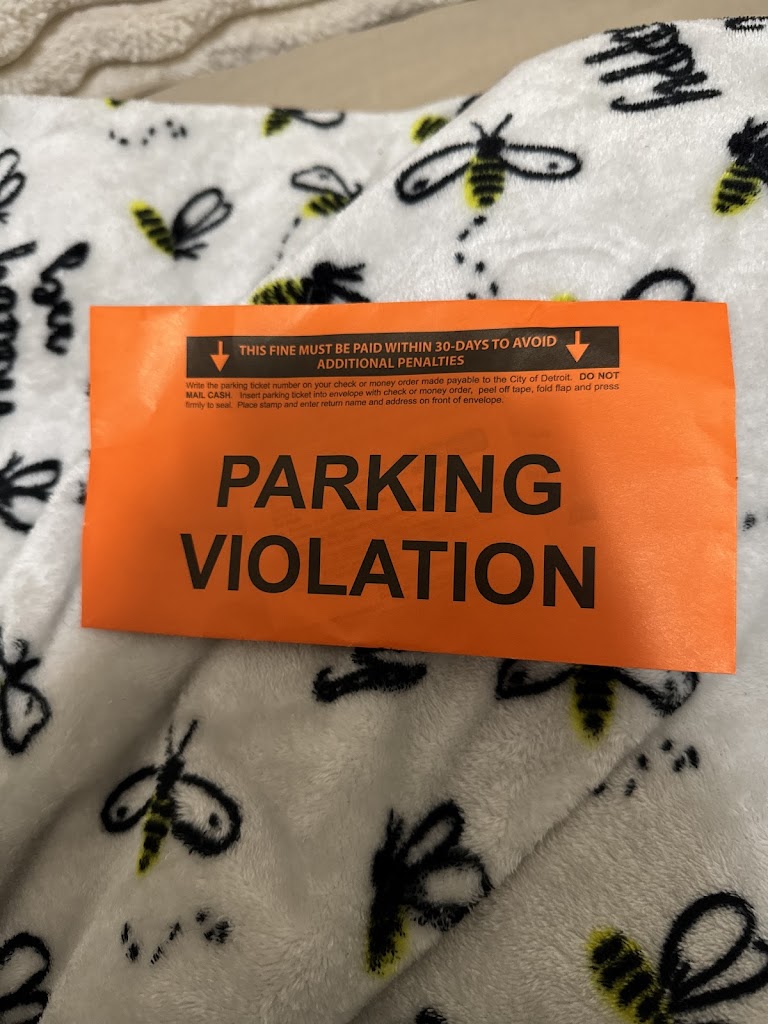 Happy
bee
happy
THIS FINE MUST BE PAID WITHIN 30-DAYS TO AVOID
ADDITIONAL PENALTIES
Write the parking ticket number on your check or money order made payable to the City of Detroit. DO NOT
MAIL CASH. Insert parking ticket into envelope with check or money order, peel off tape, fold flap and press
firmly to seal. Place stamp and enter return name and address on front of envelope.
PARKING
VIOLATION